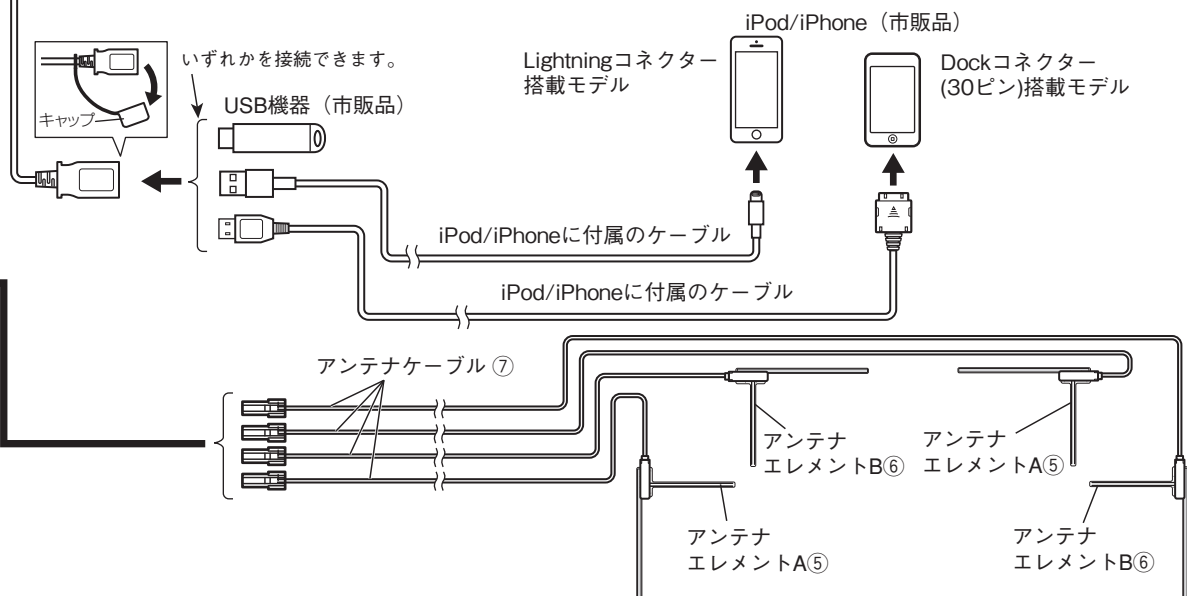 iPod/iPhone（市販品）
いずれかを接続できます。
Lightningコネクター
搭載モデル
Dockコネクター
(30ピン)搭載モデル
USB機器（市販品）
キャップ
iPod/iPhoneに付属のケーブル
iPod/iPhoneに付属のケーブル
アンテナケーブル ⑦
アンテナ
エレメントB⑥
アンテナ
エレメントA⑤
アンテナ
エレメントA⑤
アンテナ
エレメントB⑥